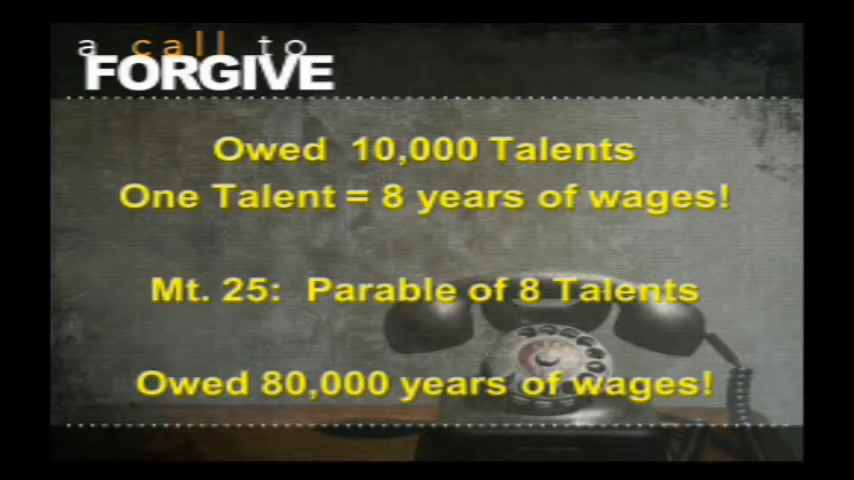 a call to
FORGIVE
Owed 10,000 Talents
One Talent = 8 years of wages!
Mt. 25: Parable of 8 Talents
Owed 80,000 years of wages!